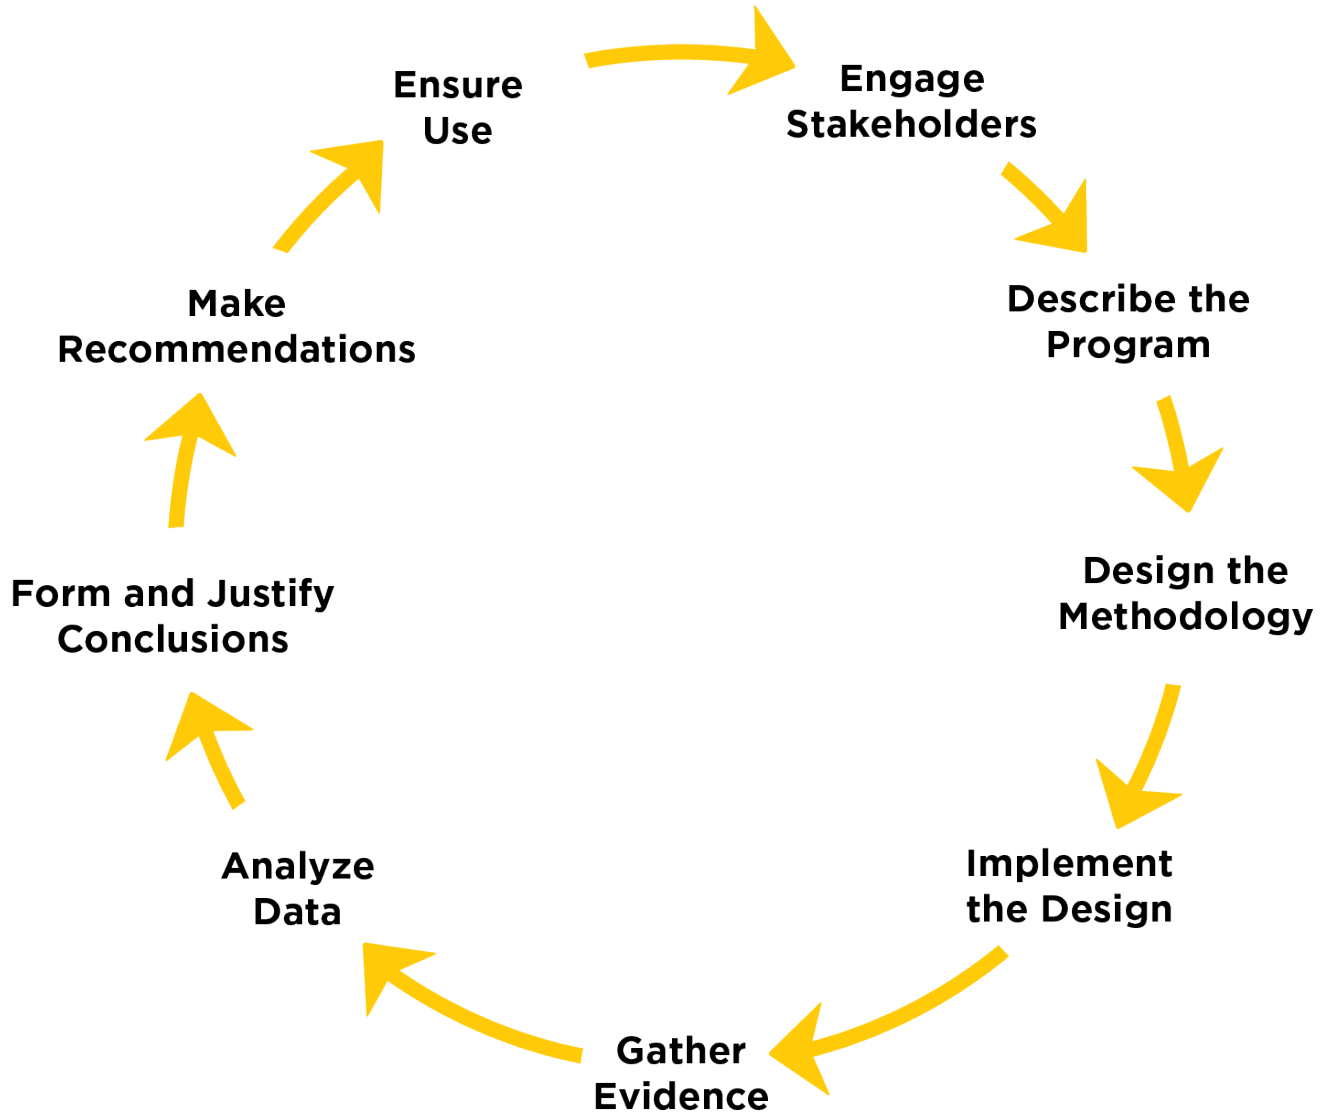 Ensure
Use
Engage
Stakeholders
Describe the
Program
Design the
Methodology
Implement
the Design
Gather
Evidence
Analyze
Data
Form and Justify
Conclusions
Make
Recommendations